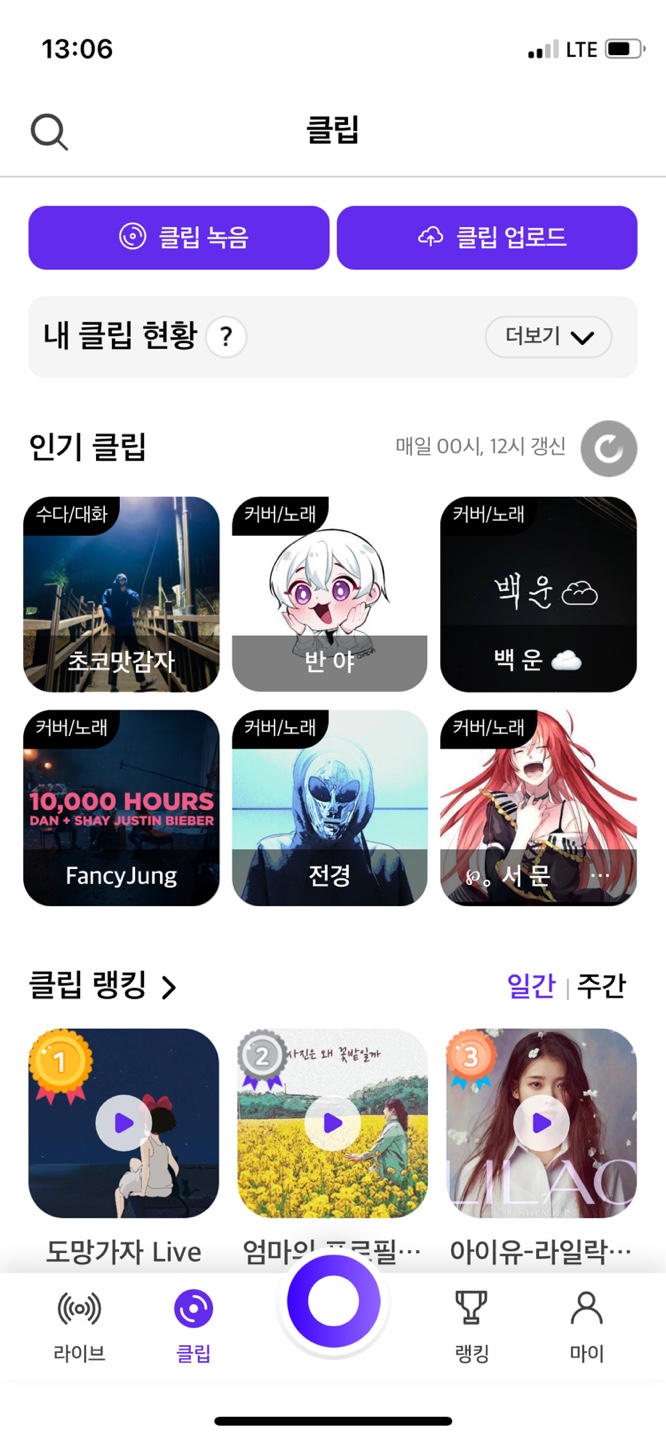 13:06
LTE
클립
클립 녹음
클립 업로드
내 클립 현황 ?
더보기
인기 클립
매일 00시, 12시 갱신
수다/대화
커버/노래
커버/노래
백운
초코맛감자
반 야
백 운 ☁️
커버/노래
커버/노래
커버/노래
10,000 HOURS
DAN + SHAY JUSTIN BIEBER
FancyJung
전경
℘。서 문 ···
클립 랭킹
일간 | 주간
1
2
3
사진은 왜 꽃밭일까
LILAC
도망가자 Live
엄마의 프로필···
아이유-라일락···
라이브
클립
랭킹
마이